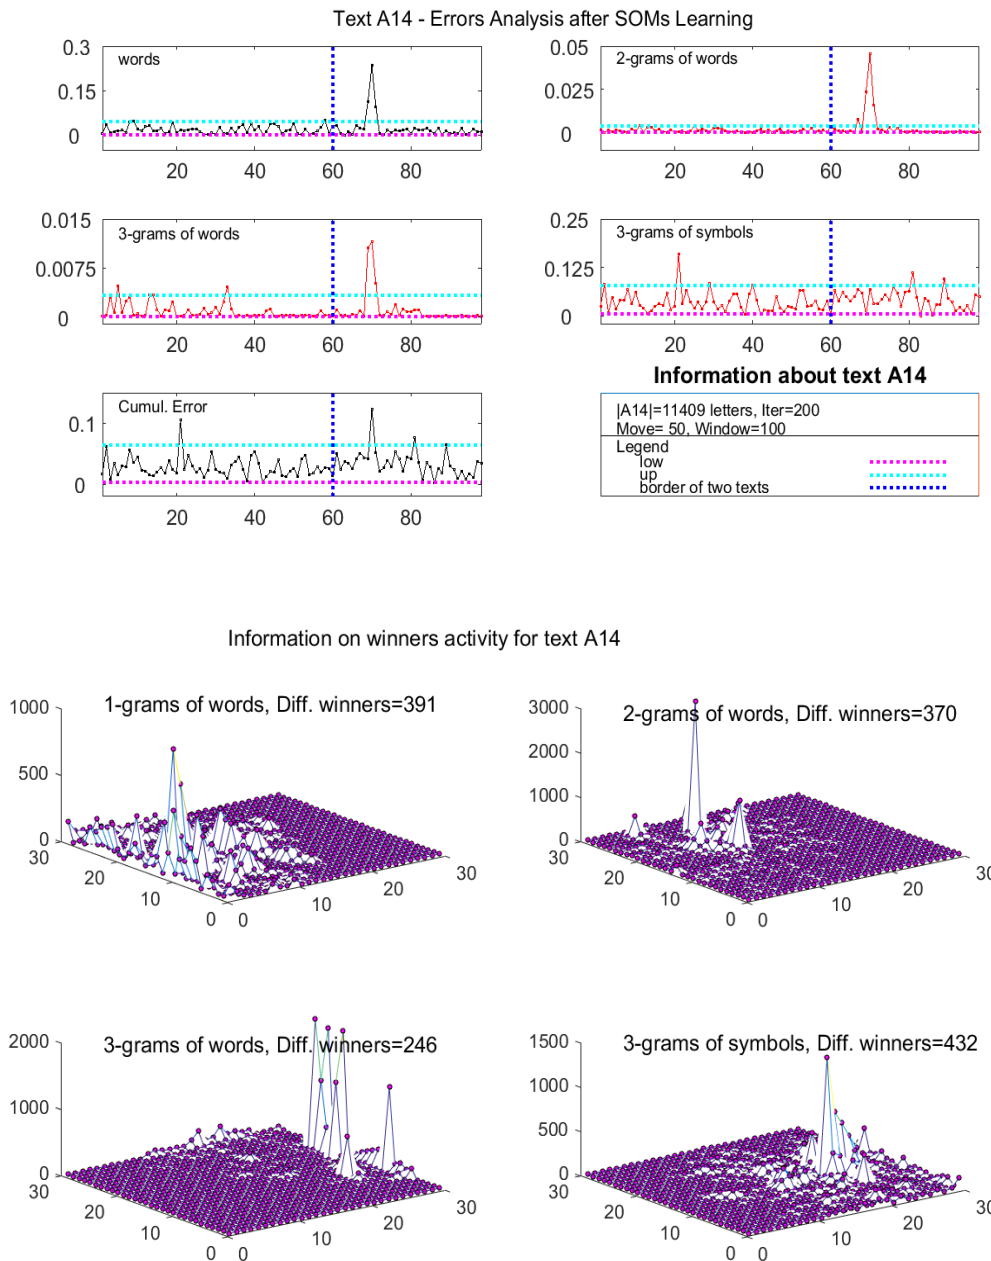 Text A14 - Errors Analysis after SOMs Learning
words
0.3
0.15
0
20 40 60 80
2-grams of words
0.05
0.025
0
20 40 60 80
3-grams of words
0.015
0.0075
0
20 40 60 80
3-grams of symbols
0.25
0.125
0
20 40 60 80
Cumul. Error
0.1
0
20 40 60 80
Information about text A14
|A14|=11409 letters, Iter=200
Move= 50, Window=100
Legend
low
up
border of two texts
Information on winners activity for text A14
1-grams of words, Diff. winners=391
1000
500
0
30 20 10 0
0 10 20 30
2-grams of words, Diff. winners=370
3000
2000
1000
0
30 20 10 0
0 10 20 30
3-grams of words, Diff. winners=246
2000
1000
0
30 20 10 0
0 10 20 30
3-grams of symbols, Diff. winners=432
1500
1000
500
0
30 20 10 0
0 10 20 30